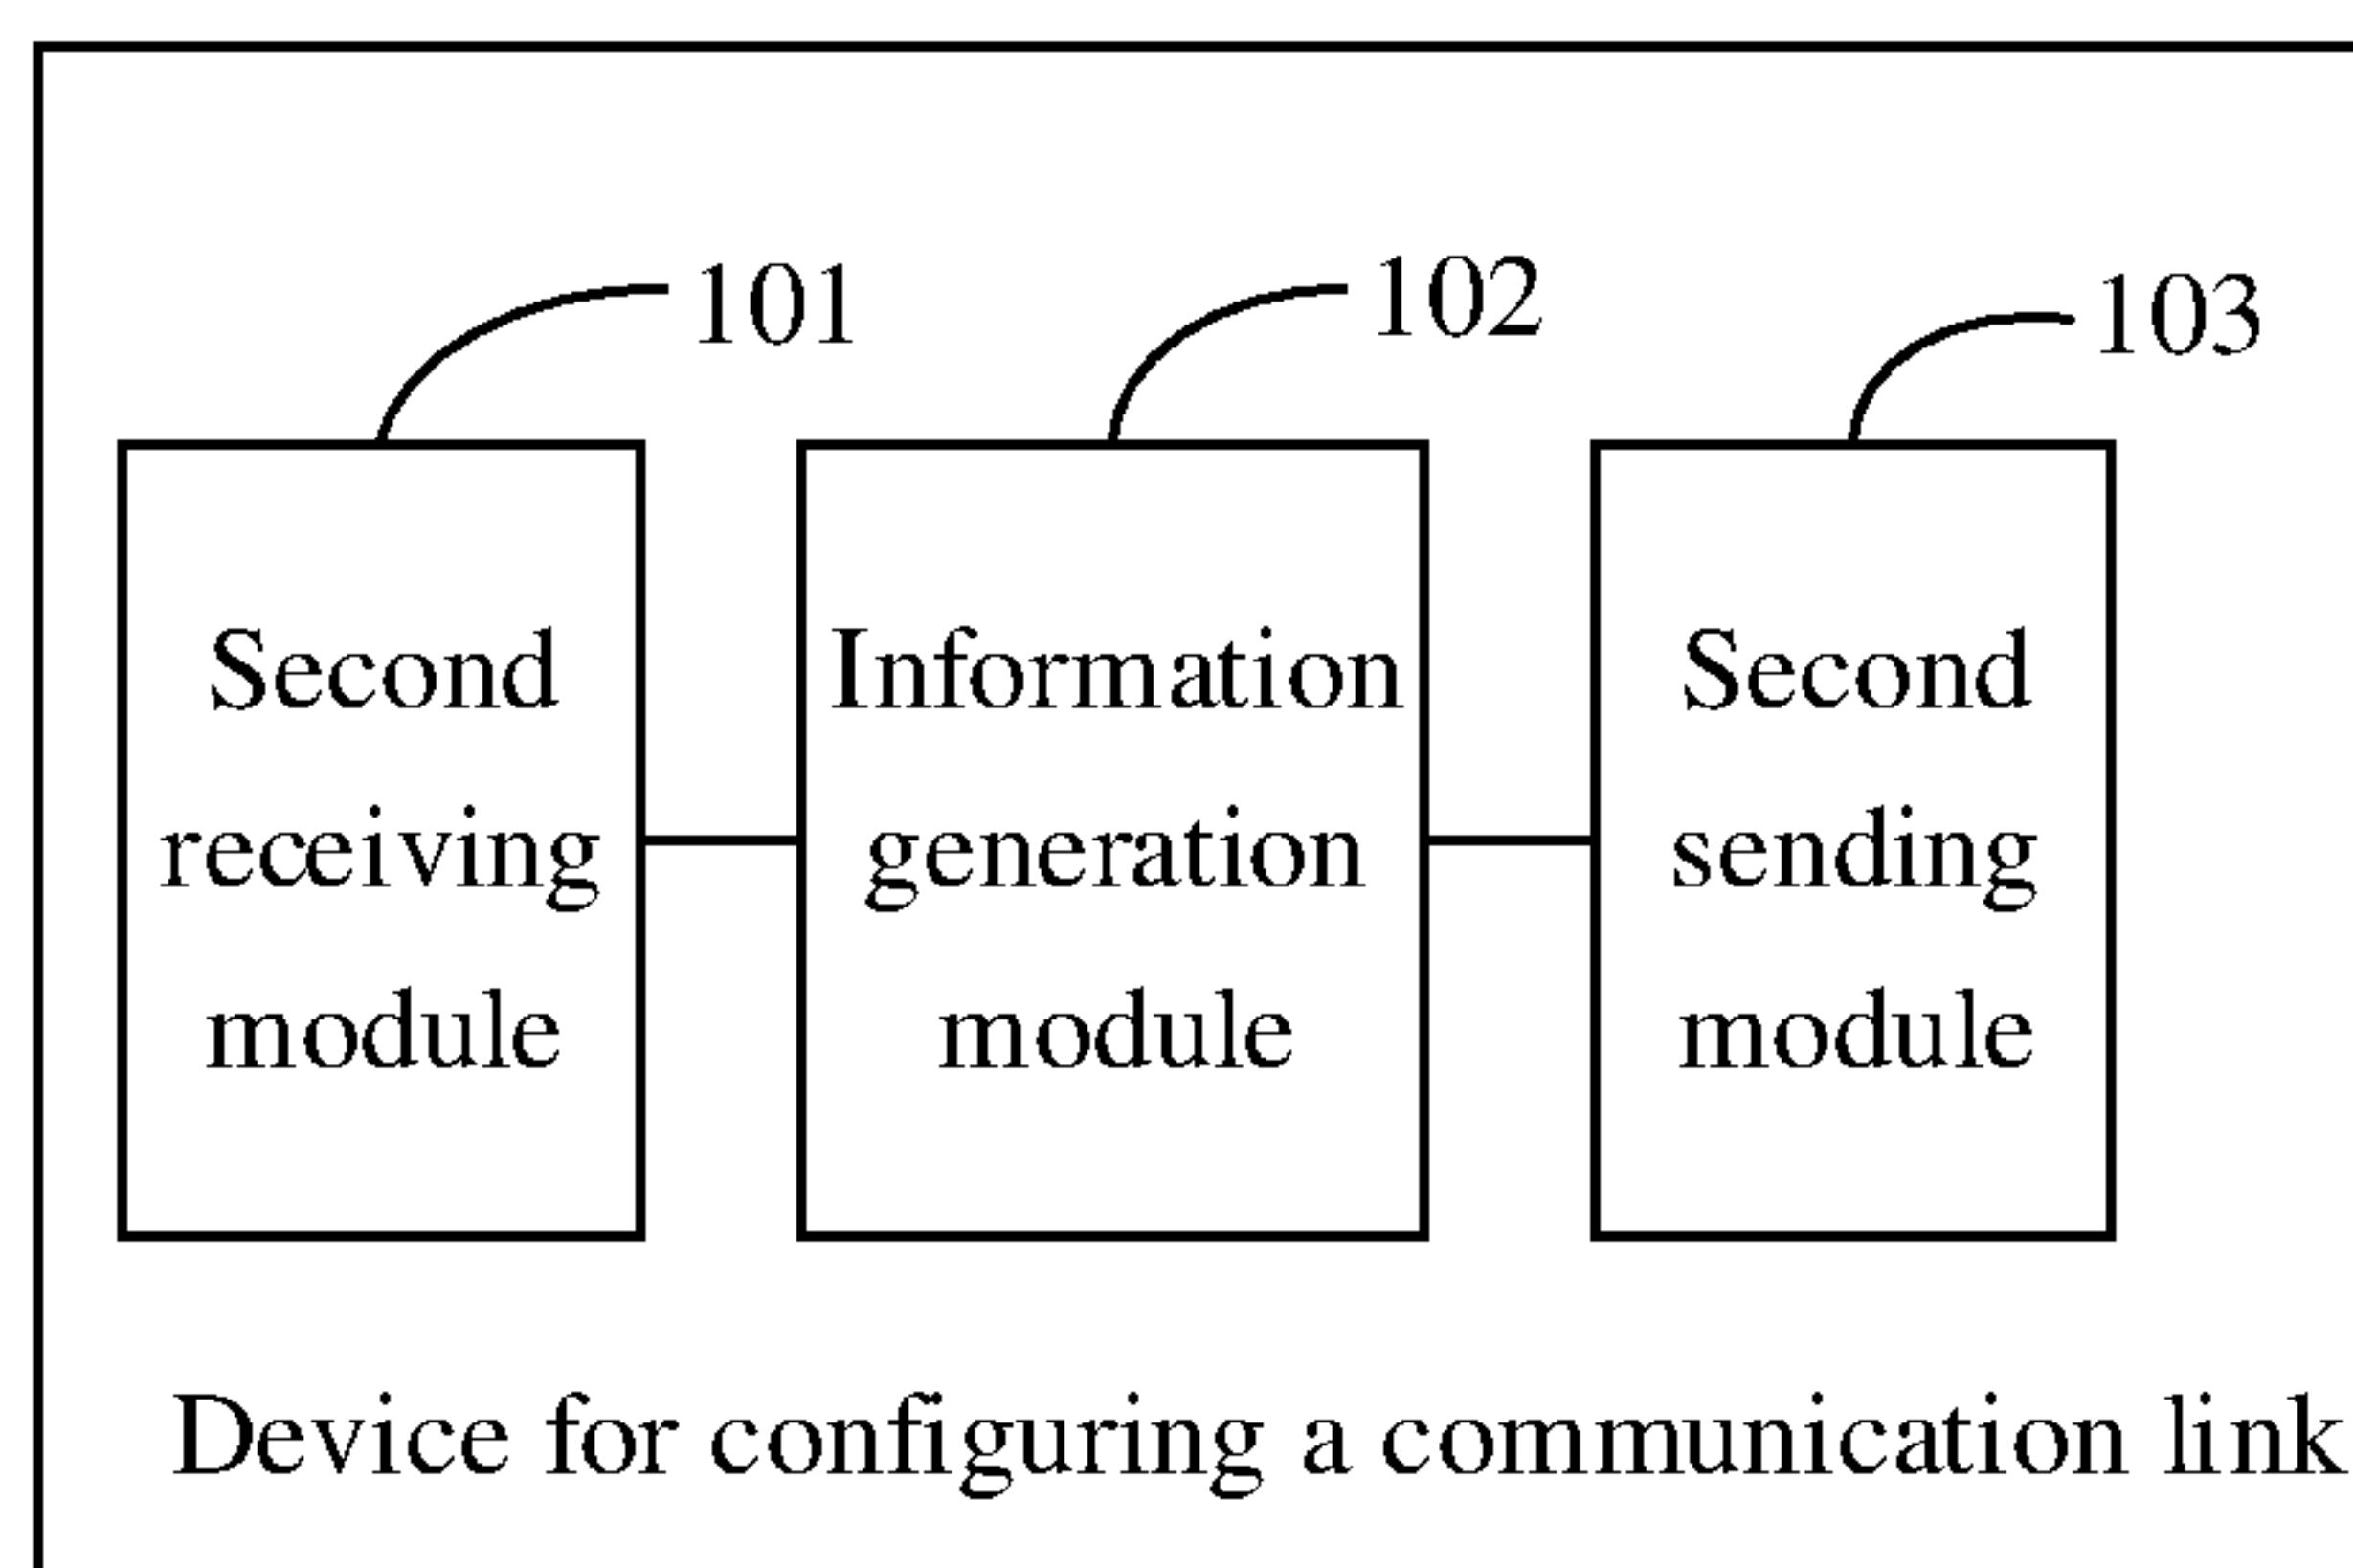 101
102
103
Second
receiving
module
Information
generation
module
Second
sending
module
Device for configuring a communication link